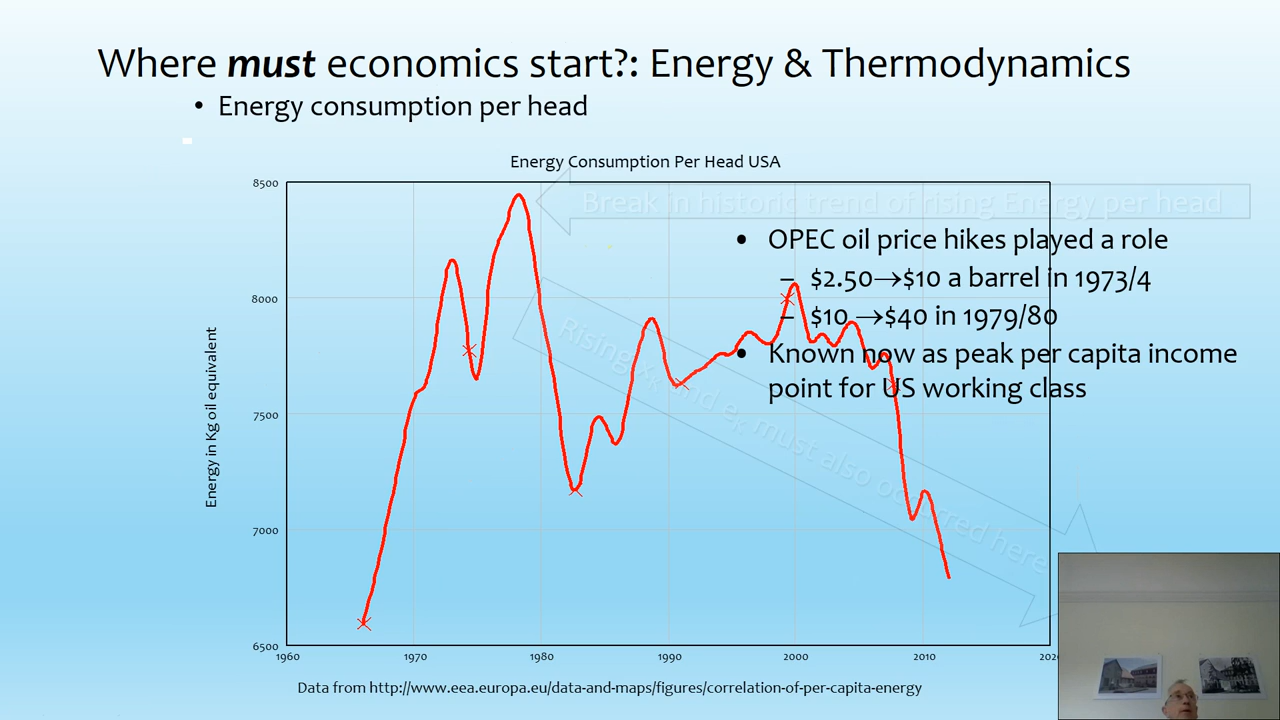 Where must economics start?: Energy & Thermodynamics
• Energy consumption per head
Energy Consumption Per Head USA
Break in historic trend of rising Energy per head
• OPEC oil price hikes played a role
– $2.50→$10 a barrel in 1973/4
– $10 →$40 in 1979/80
• Known now as peak per capita income
point for US working class
must also occurred here
Energy in Kg oil equivalent
8500
8000
7500
7000
6500
1960
1970
1980
1990
2000
2010
Data from http://www.eea.europa.eu/data-and-maps/figures/correlation-of-per-capita-energy